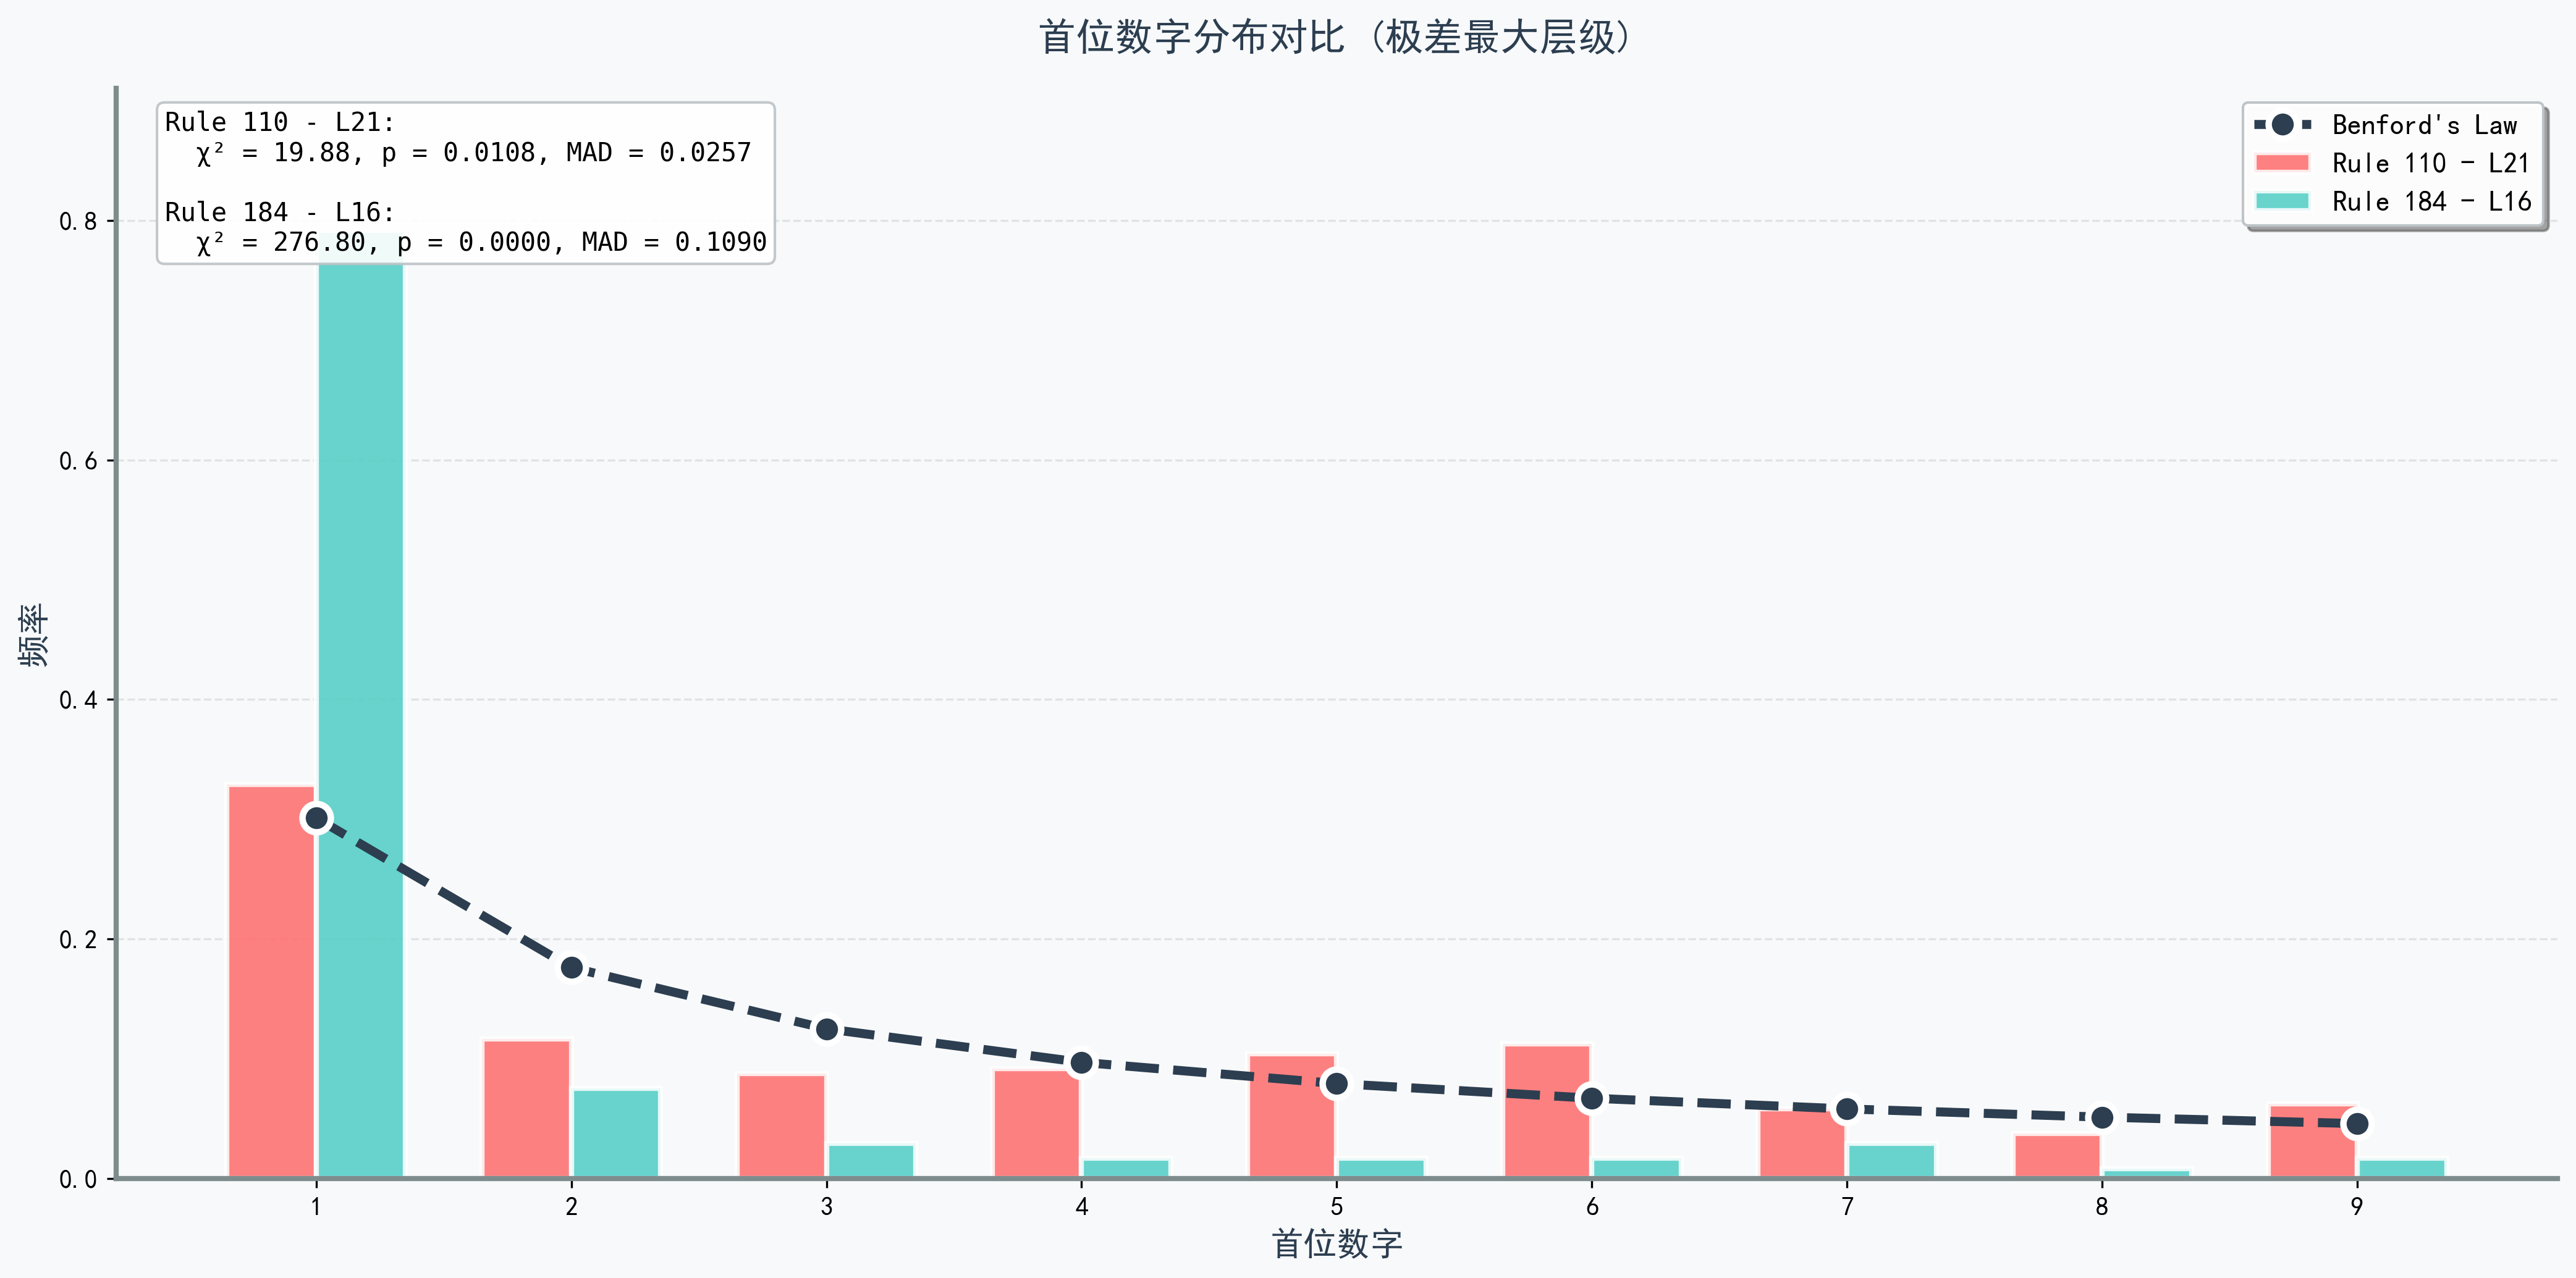 首位数字分布对比 (极差最大层级)
Rule 110 - L21:
χ² = 19.88, p = 0.0108, MAD = 0.0257
Rule 184 - L16:
χ² = 276.80, p = 0.0000, MAD = 0.1090
Benford's Law
Rule 110 - L21
Rule 184 - L16
频率
0.8
0.6
0.4
0.2
0.0
1 2 3 4 5 6 7 8 9
首位数字